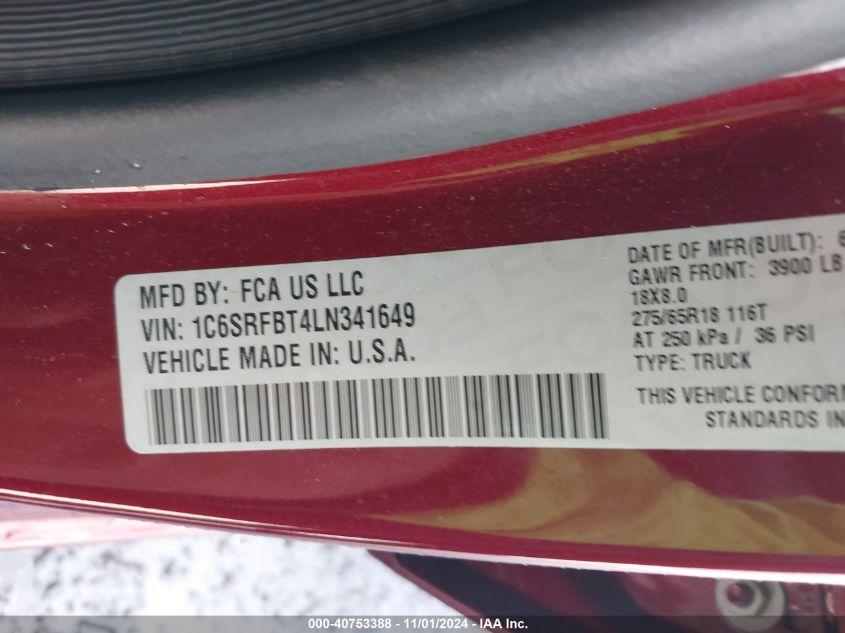 MFD BY: FCA US LLC
VIN: 1C6SRFBT4LN341649
VEHICLE MADE IN: U.S.A.
DATE OF MFR(BUILT): 6
GAWR FRONT: 3900 LB
18X8.0
275/65R18 116T
AT 250 kPa / 36 PSI
TYPE: TRUCK
THIS VEHICLE CONFOR
STANDARDS IN
000-40753388 - 11/01/2024 - IAA Inc.